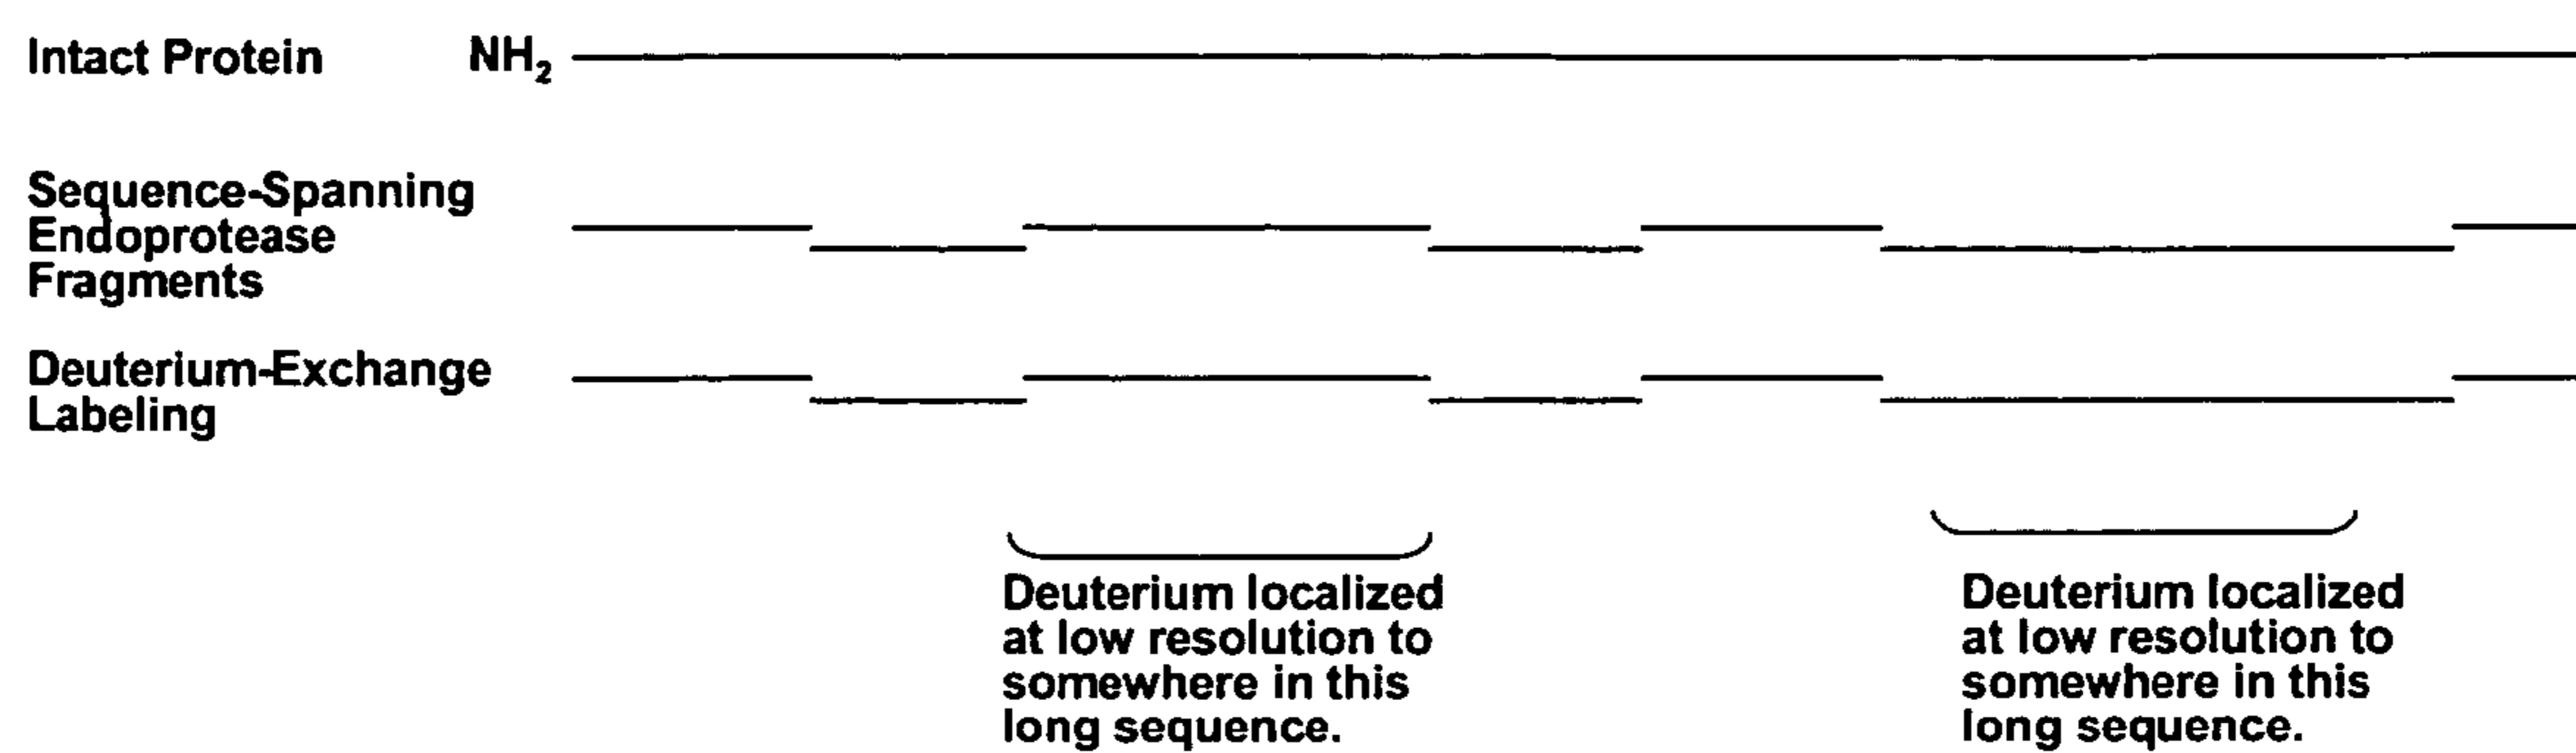 Intact Protein NH2
Sequence-Spanning
Endoprotease
Fragments
Deuterium-Exchange
Labeling
Deuterium localized
at low resolution to
somewhere in this
long sequence.
Deuterium localized
at low resolution to
somewhere in this
long sequence.